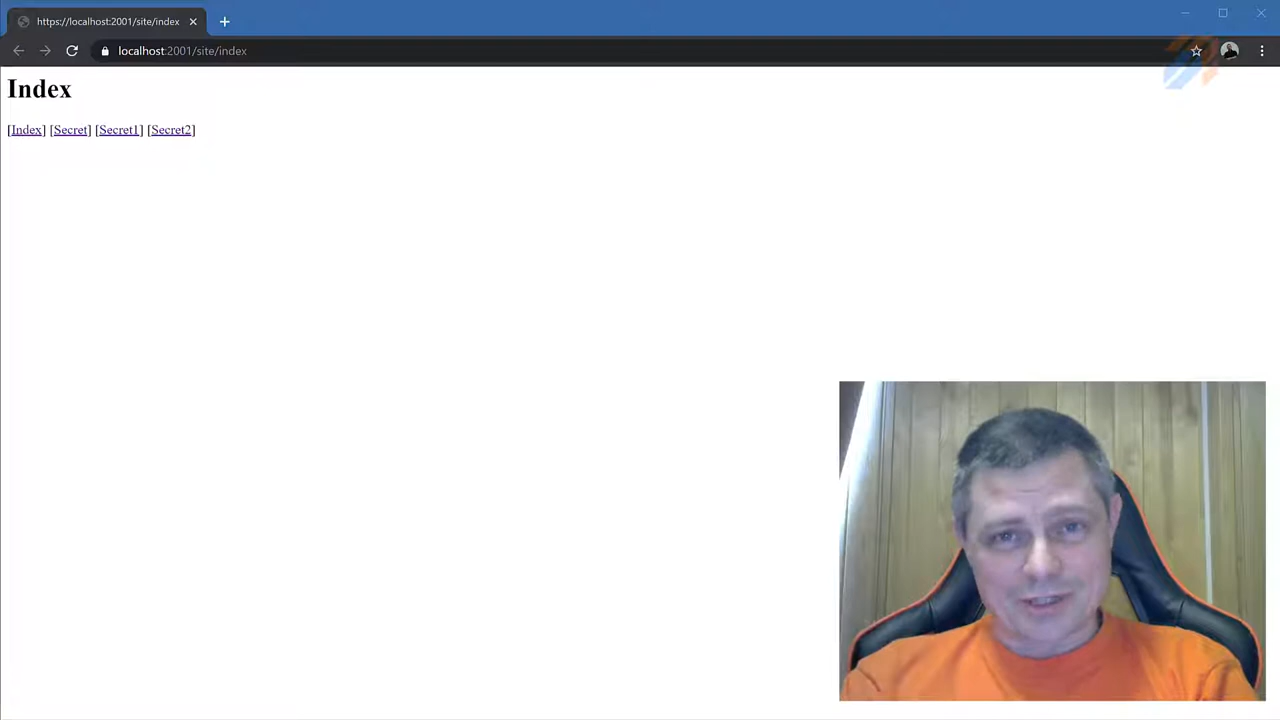 https://localhost:2001/site/index
localhost:2001/site/index
Index
[Index] [Secret] [Secret1] [Secret2]